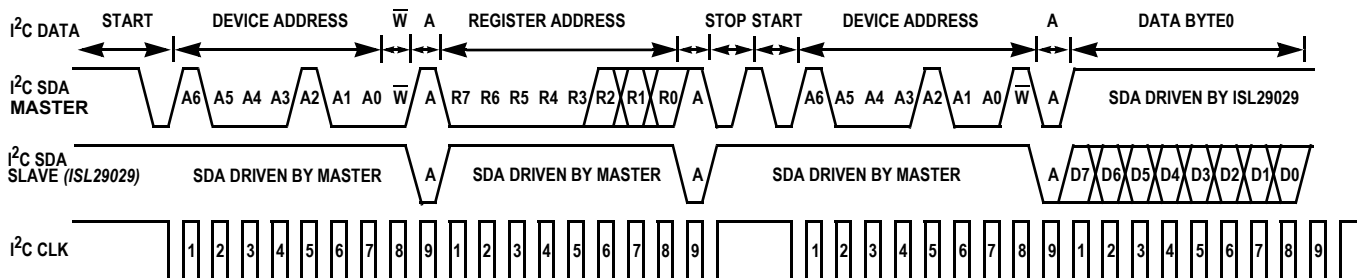 I²C DATA START DEVICE ADDRESS W̅ A REGISTER ADDRESS STOP START DEVICE ADDRESS A DATA BYTE0
I²C SDA
MASTER A6 A5 A4 A3 A2 A1 A0 W̅ A R7 R6 R5 R4 R3 R2 R1 R0 A A6 A5 A4 A3 A2 A1 A0 W̅ A SDA DRIVEN BY ISL29029
I²C SDA
SLAVE (ISL29029) SDA DRIVEN BY MASTER A SDA DRIVEN BY MASTER A SDA DRIVEN BY MASTER A D7 D6 D5 D4 D3 D2 D1 D0
I²C CLK 1 2 3 4 5 6 7 8 9 1 2 3 4 5 6 7 8 9 1 2 3 4 5 6 7 8 9 1 2 3 4 5 6 7 8 9